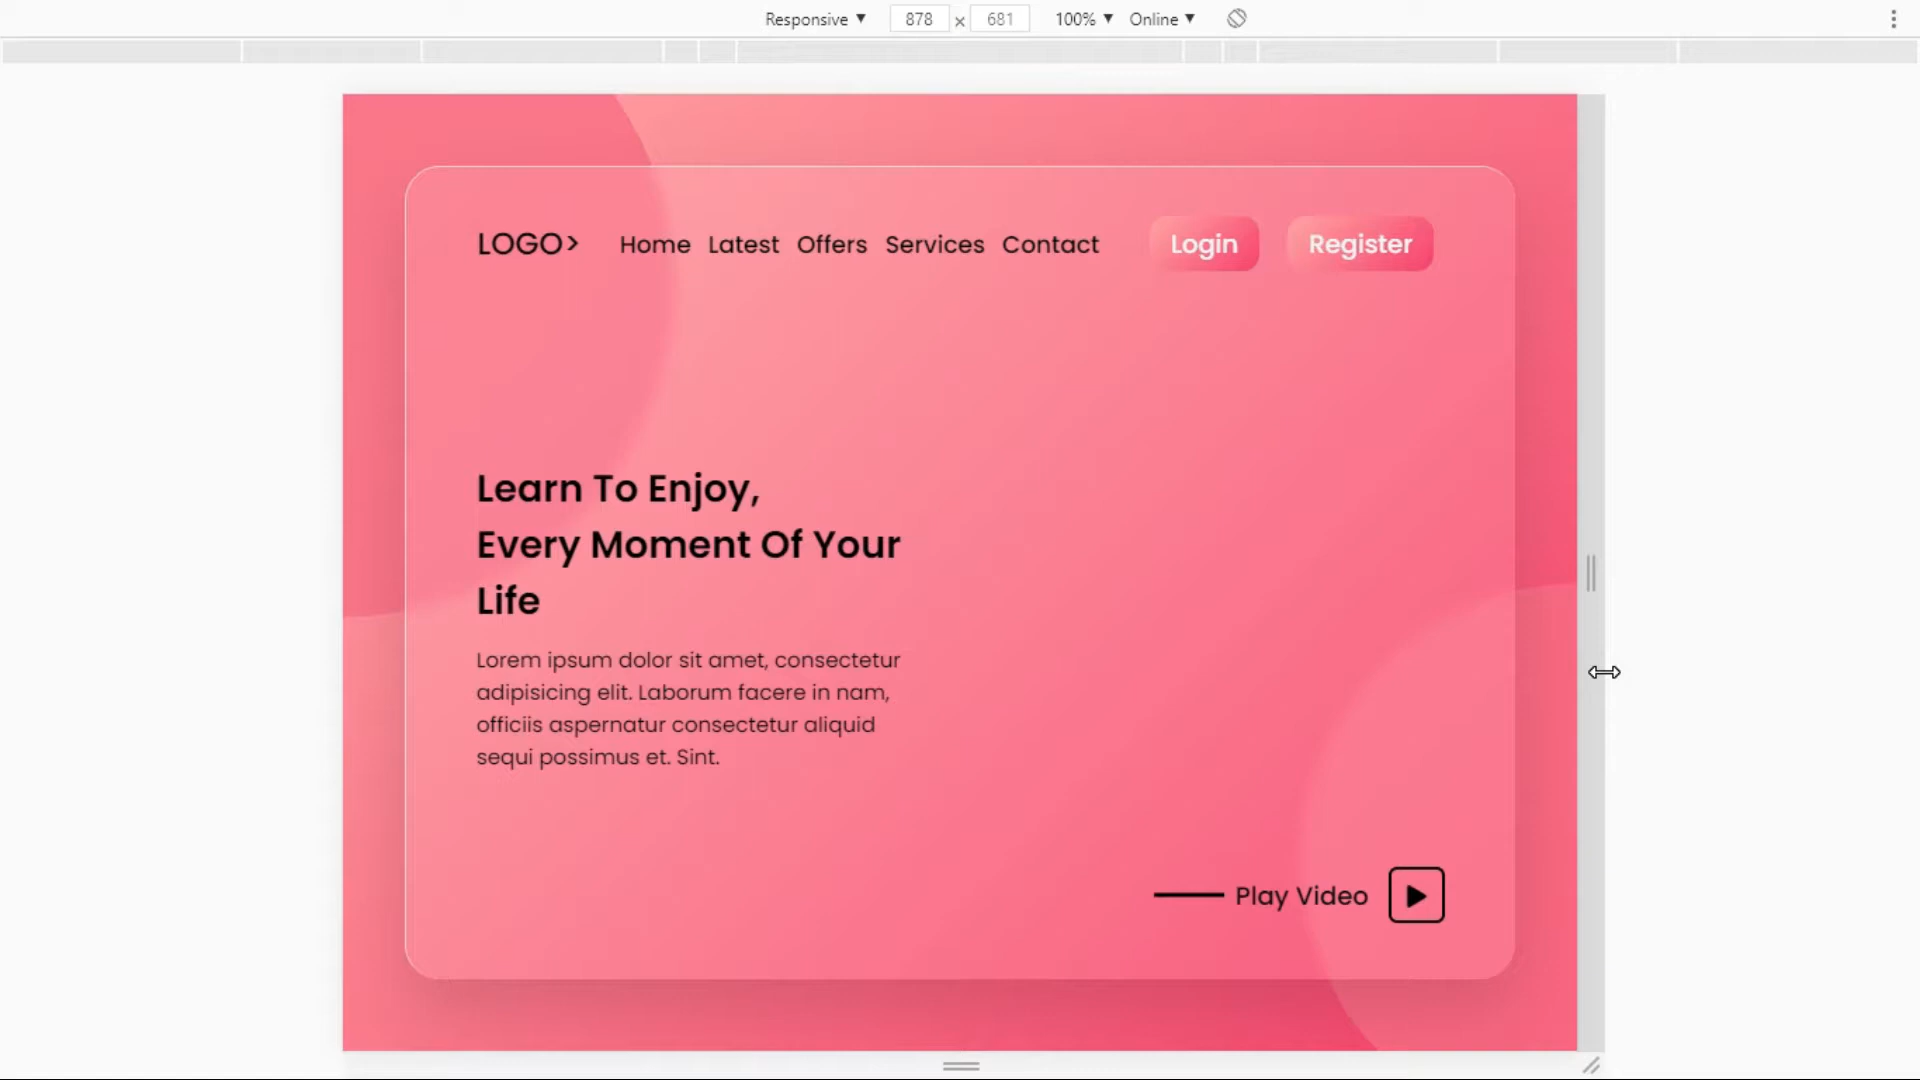 Responsive ▼ 878 x 681 100% ▼ Online ▼
LOGO> Home Latest Offers Services Contact Login Register
Learn To Enjoy,
Every Moment Of Your
Life
Lorem ipsum dolor sit amet, consectetur
adipisicing elit. Laborum facere in nam,
officiis aspernatur consectetur aliquid
sequi possimus et. Sint.
Play Video